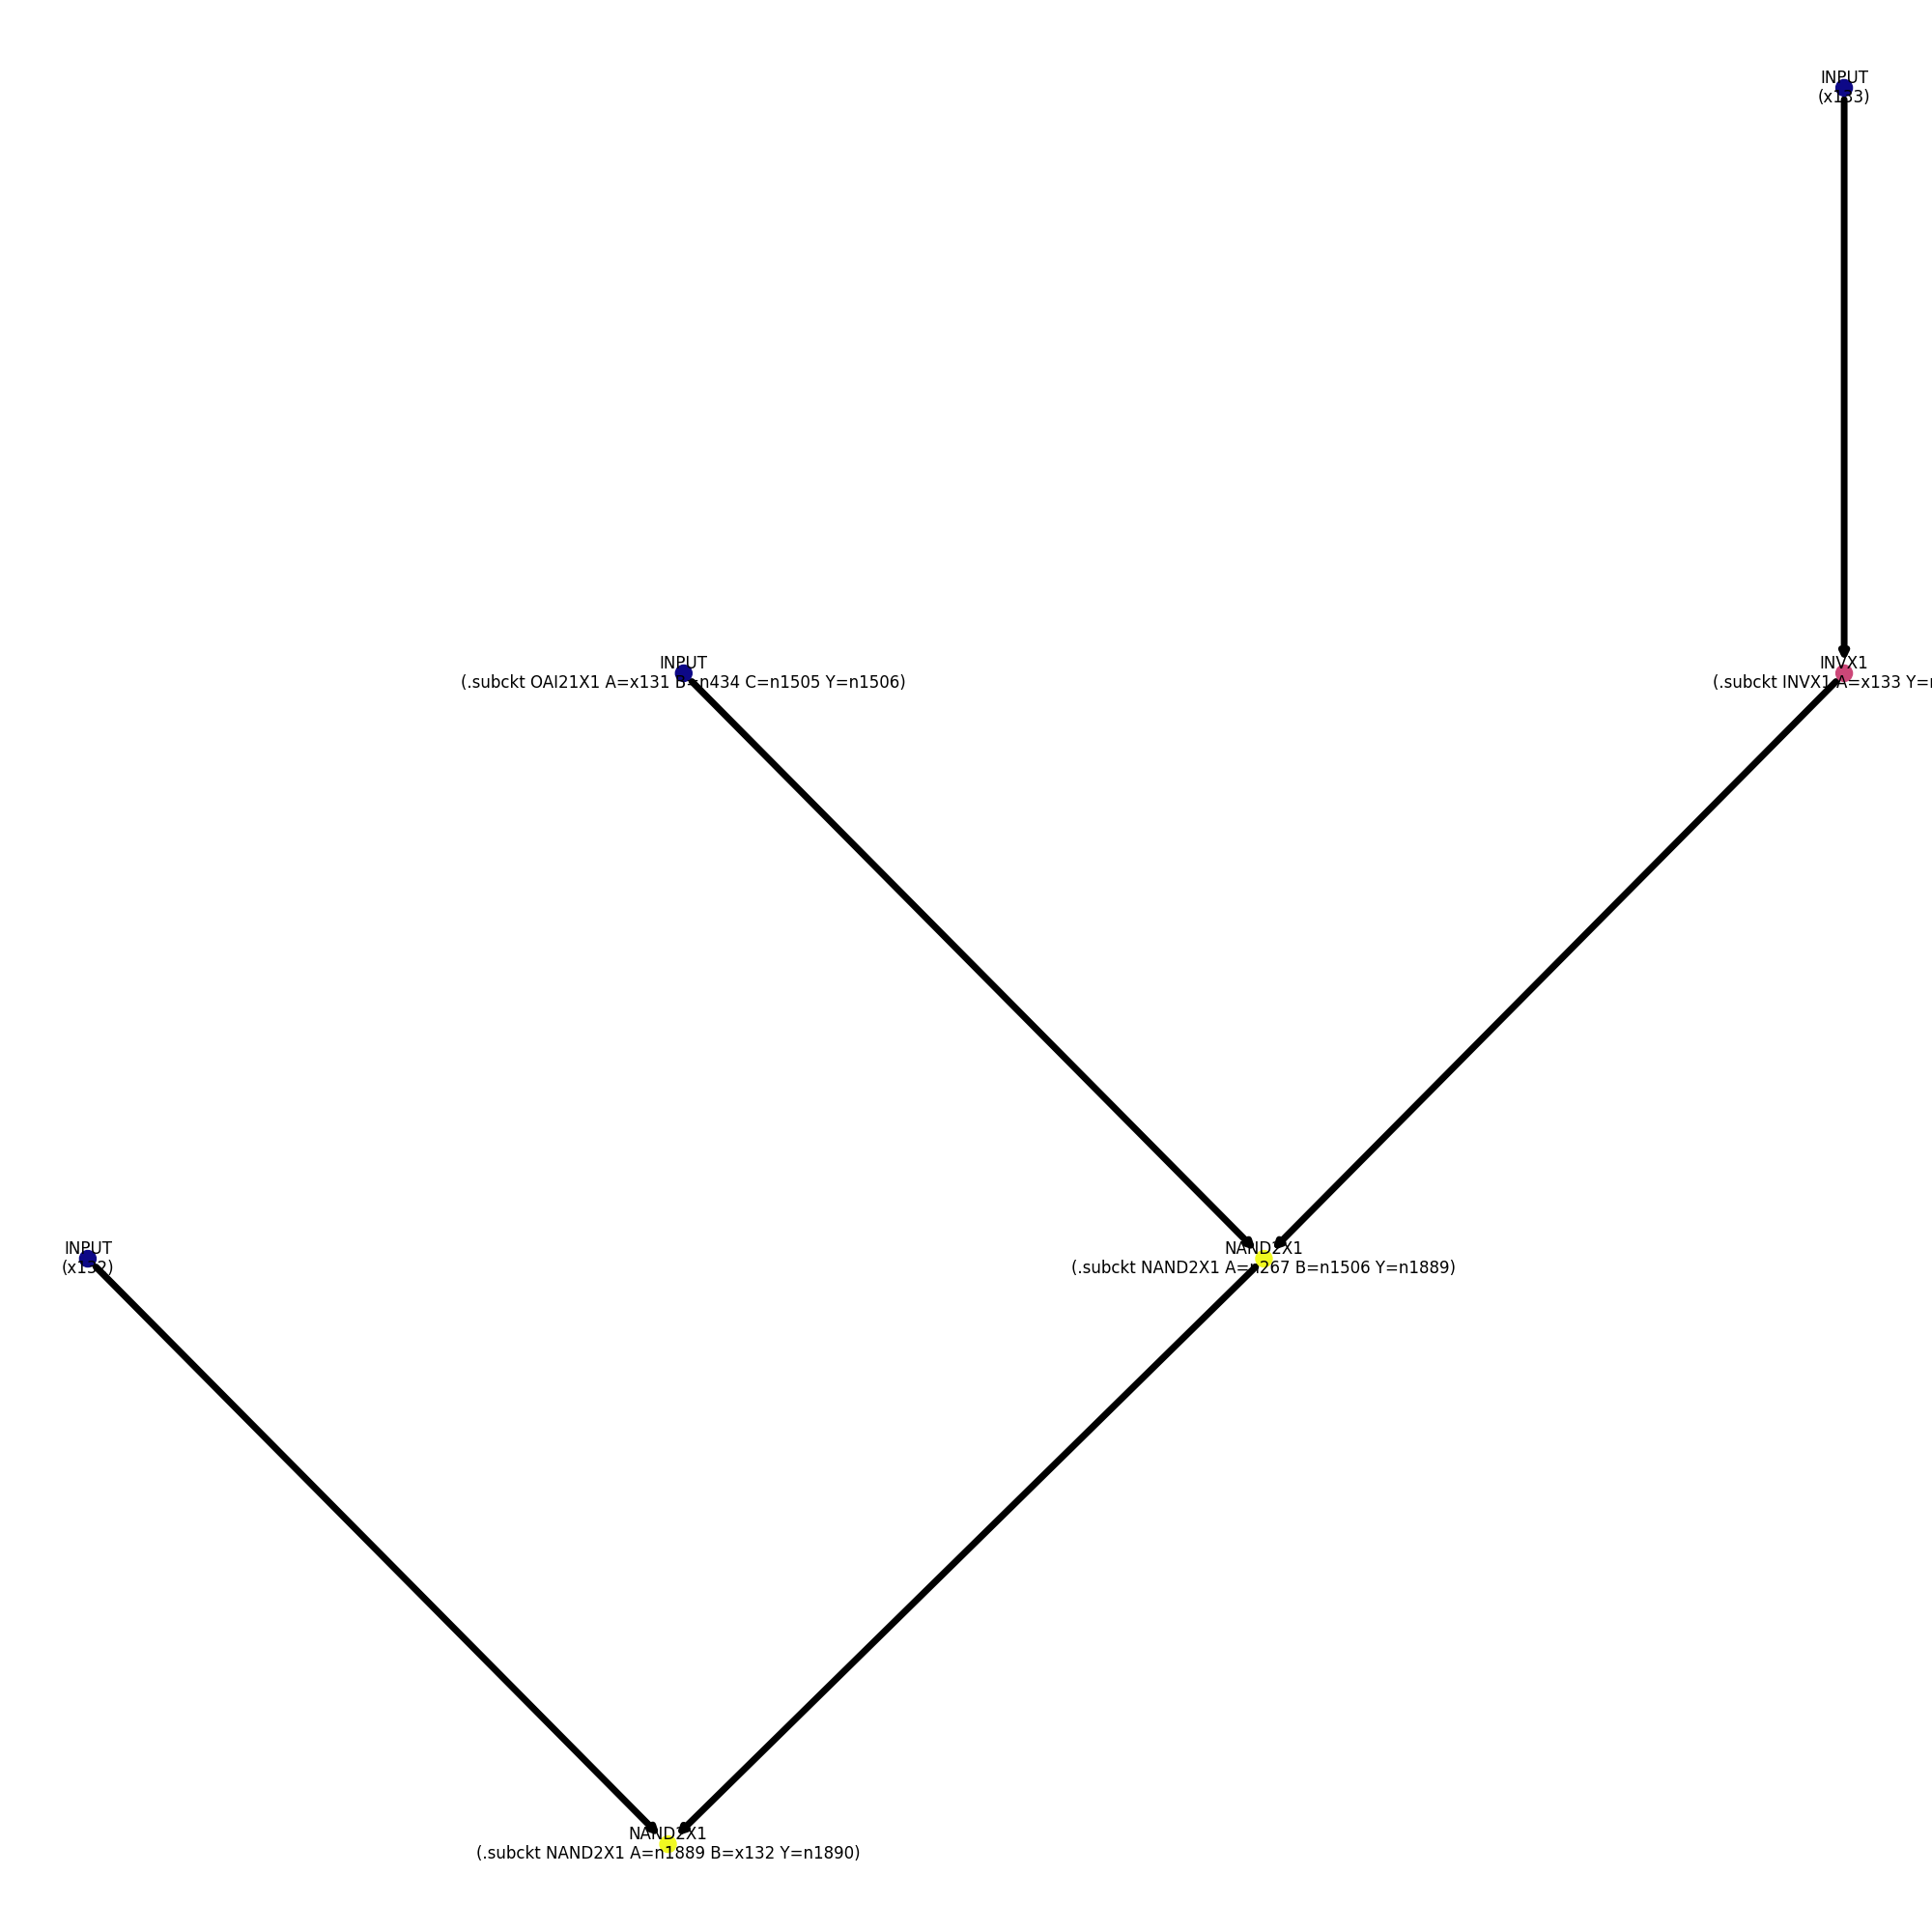 INPUT
(x133)
INPUT
(.subckt OAI21X1 A=x131 B=n434 C=n1505 Y=n1506)
INVX1
(.subckt INVX1 A=x133
INPUT
(x132)
NAND2X1
(.subckt NAND2X1 A=n267 B=n1506 Y=n1889)
NAND2X1
(.subckt NAND2X1 A=n1889 B=x132 Y=n1890)